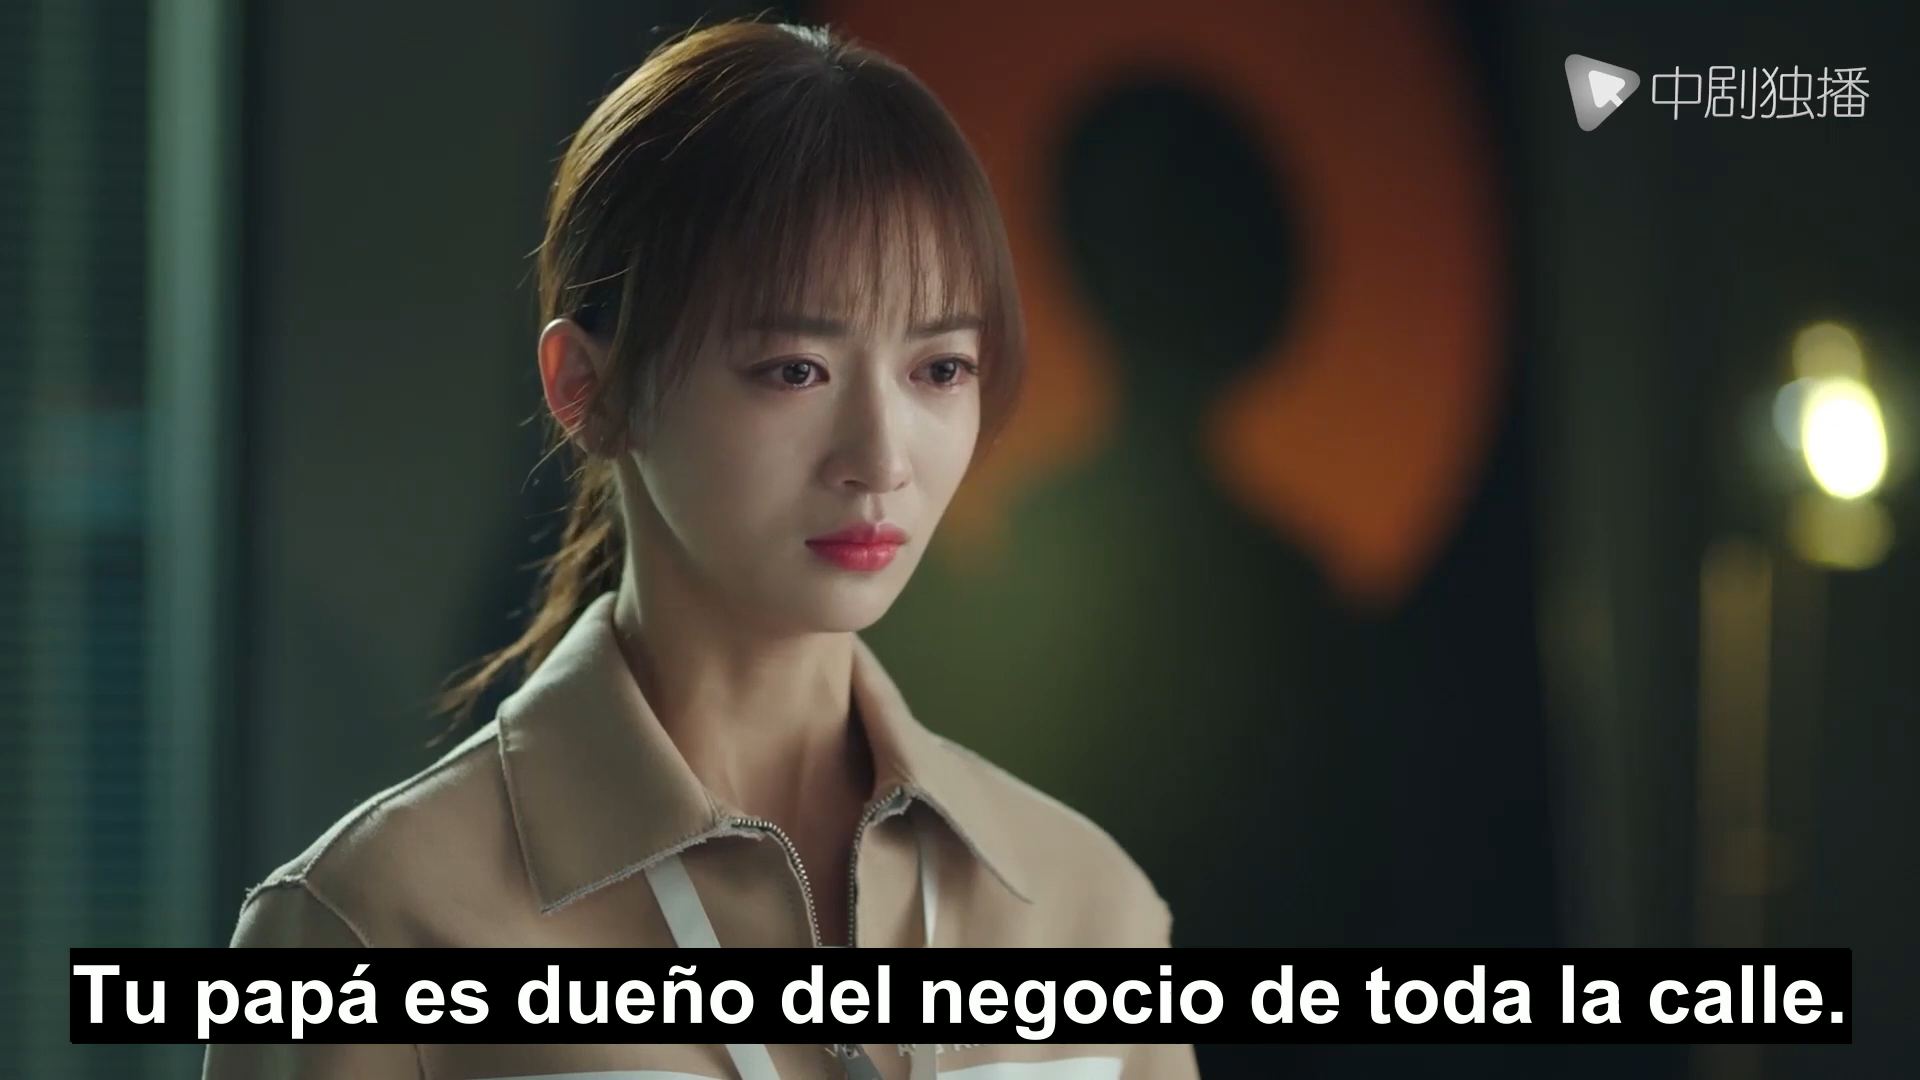 中剧独播
Tu papá es dueño del negocio de toda la calle.